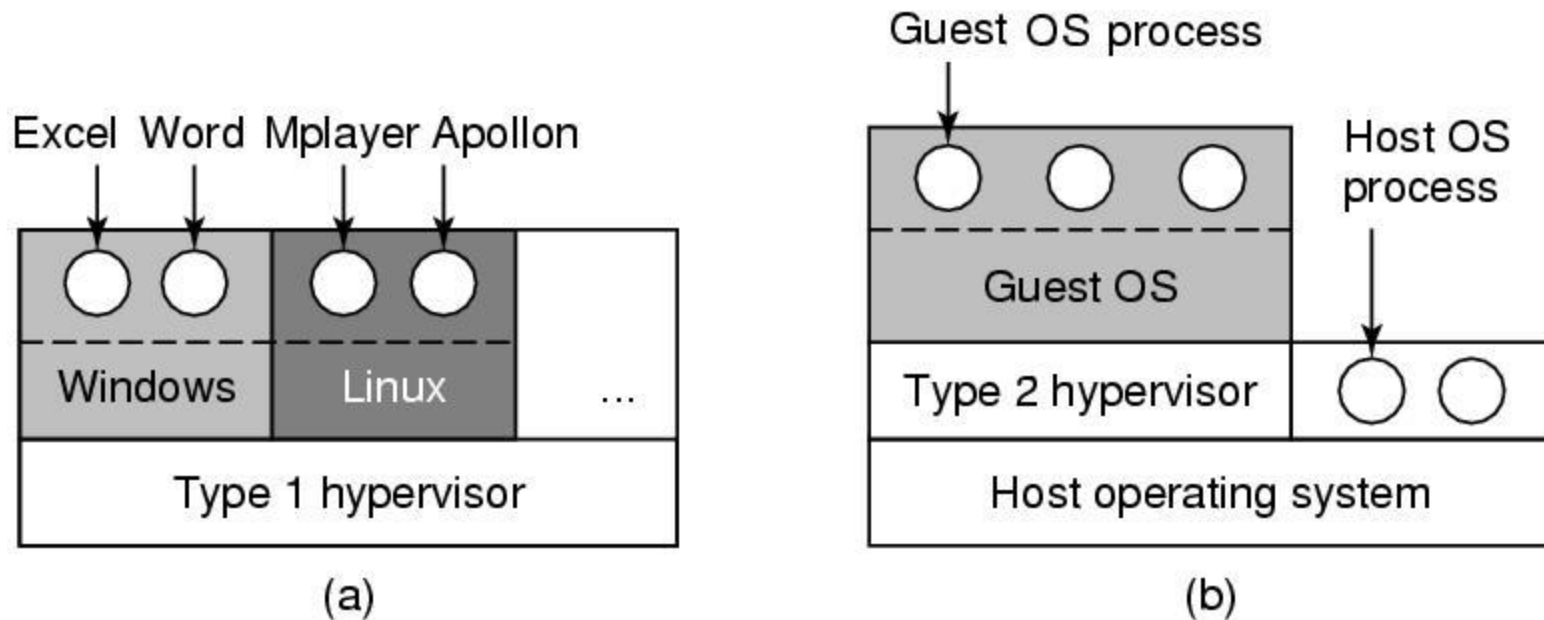 Excel Word Mplayer Apollon
Windows
Linux
...
Type 1 hypervisor
(a)
Guest OS process
Host OS
process
Guest OS
Type 2 hypervisor
Host operating system
(b)